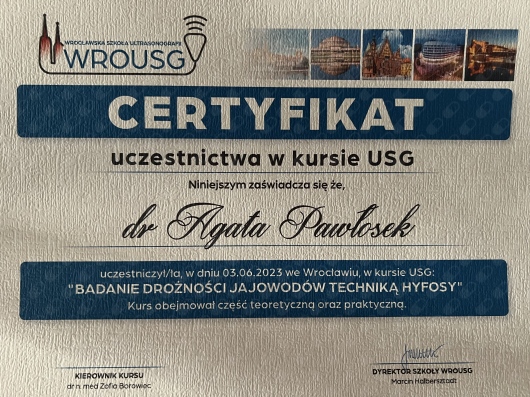 WROCŁAWSKA SZKOŁA ULTRASONOGRAFII
WROUSG
CERTYFIKAT
uczestnictwa w kursie USG
Niniejszym zaświadcza się że,
dr Agata Pawłosek
uczestniczył/ła, w dniu 03.06.2023 we Wrocławiu, w kursie USG:
"BADANIE DROŻNOŚCI JAJOWODÓW TECHNIKĄ HYFOSY"
Kurs obejmował część teoretyczną oraz praktyczną.
KIEROWNIK KURSU
dr n. med Zofia Borowiec
DYREKTOR SZKOŁY WROUSG
Marcin Halbersztadt